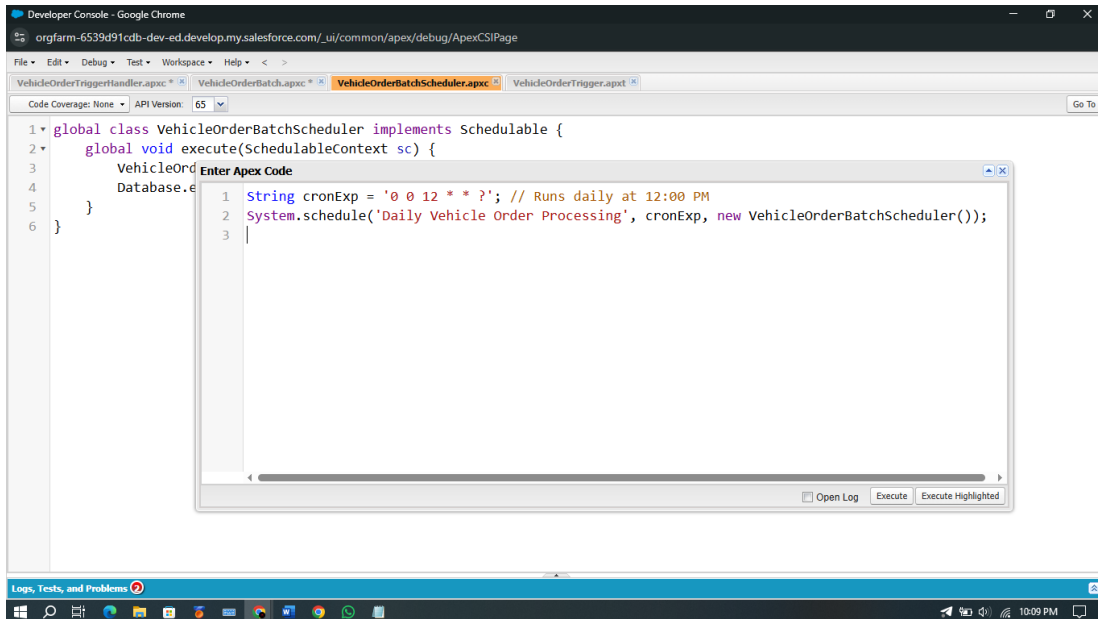 Developer Console - Google Chrome
orgfarm-6539d91cdb-dev-ed.develop.my.salesforce.com/_ui/common/apex/debug/ApexCSIPage
File Edit Debug Test Workspace Help < >
VehicleOrderTriggerHandler.apxc * VehicleOrderBatch.apxc * VehicleOrderBatchScheduler.apxc VehicleOrderTrigger.apxt
Code Coverage: None API Version: 65 Go To
1 global class VehicleOrderBatchScheduler implements Schedulable {
2 global void execute(SchedulableContext sc) {
3 VehicleOrd
4 Database.e
5 }
6 }
Enter Apex Code
1 String cronExp = '0 0 12 * * ?'; // Runs daily at 12:00 PM
2 System.schedule('Daily Vehicle Order Processing', cronExp, new VehicleOrderBatchScheduler());
3
Open Log Execute Execute Highlighted
Logs, Tests, and Problems 2
10:09 PM